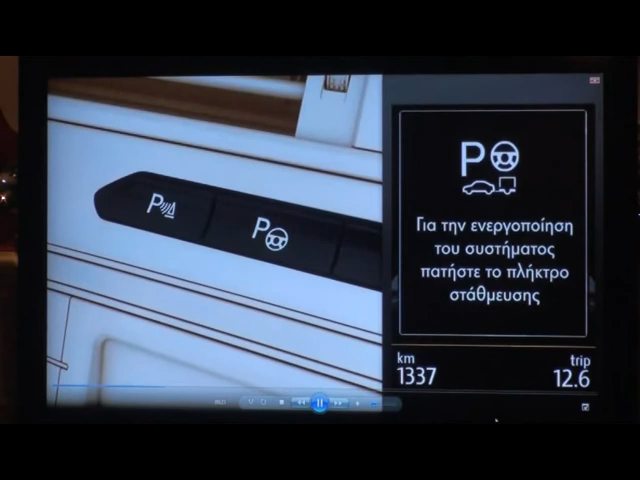 P
P
P
Για την ενεργοποίηση
του συστήματος
πατήστε το πλήκτρο
στάθμευσης
km
trip
1337
12.6